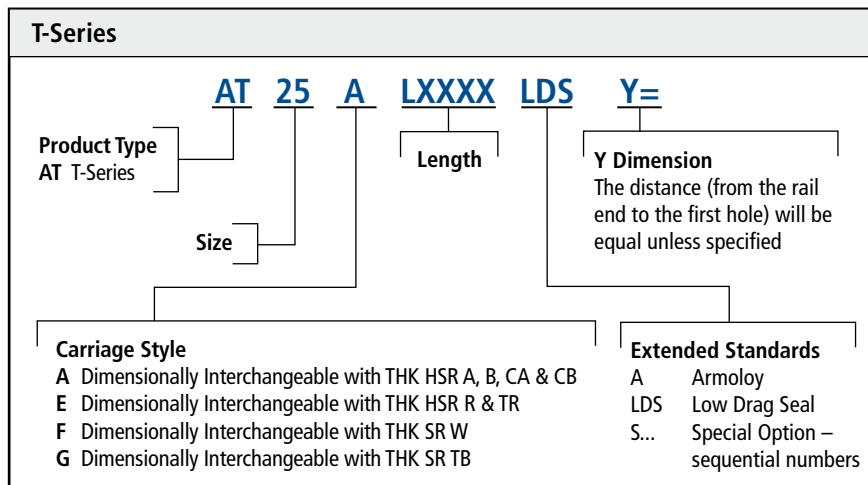 T-Series
AT 25 A LXXXX LDS Y=
Product Type
AT T-Series
Size
Length
Y Dimension
The distance (from the rail
end to the first hole) will be
equal unless specified
Carriage Style
A Dimensionally Interchangeable with THK HSR A, B, CA & CB
E Dimensionally Interchangeable with THK HSR R & TR
F Dimensionally Interchangeable with THK SR W
G Dimensionally Interchangeable with THK SR TB
Extended Standards
A Armoloy
LDS Low Drag Seal
S... Special Option –
sequential numbers